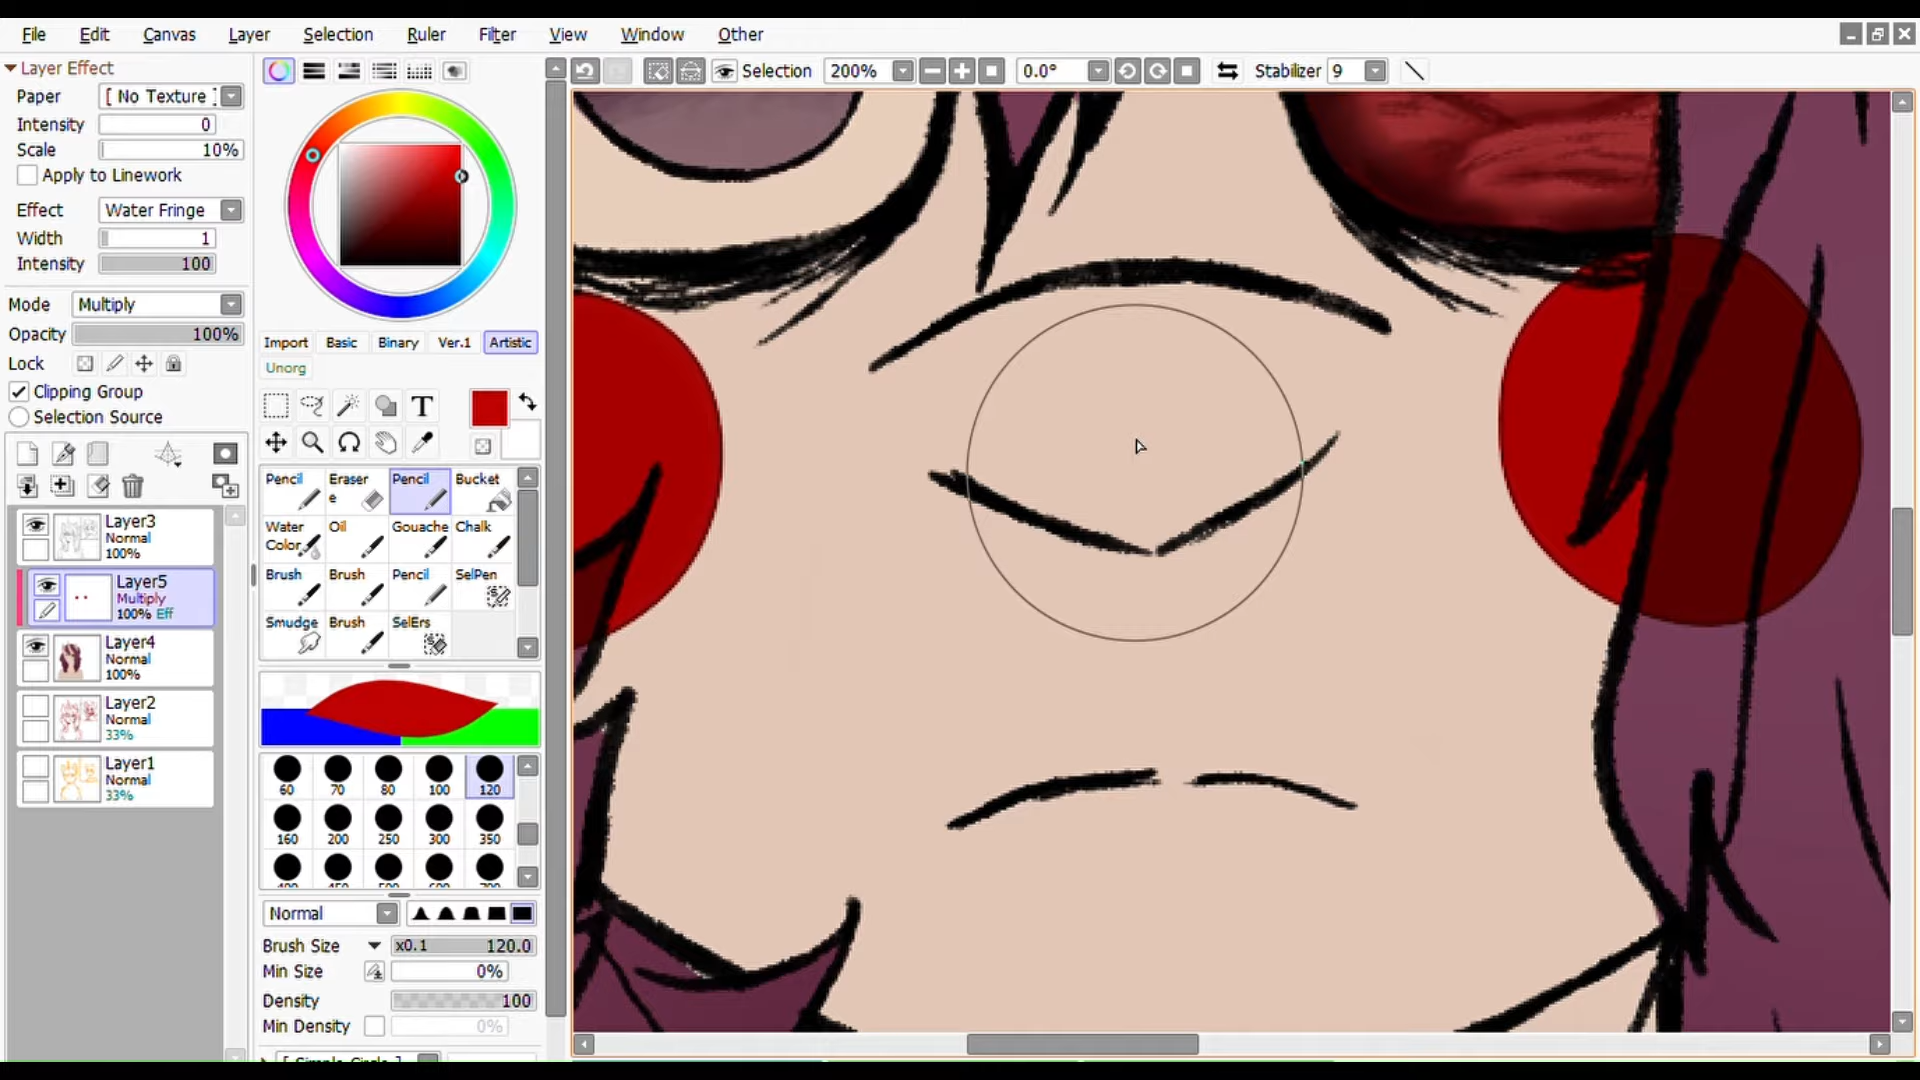 File Edit Canvas Layer Selection Ruler Filter View Window Other
Layer Effect
Paper [ No Texture ]
Intensity 0
Scale 10%
Apply to Linework
Effect Water Fringe
Width 1
Intensity 100
Mode Multiply
Opacity 100%
Lock
Clipping Group
Selection Source
Layer3
Normal
100%
Layer5
Multiply
100% Eff
Layer4
Normal
100%
Layer2
Normal
33%
Layer1
Normal
33%
Selection 200% 0.0° Stabilizer 9
Import Basic Binary Ver.1 Artistic
Unorg
T
Pencil Eraser Pencil Bucket
e
Water Oil Gouache Chalk
Color
Brush Brush Pencil SelPen
Smudge Brush SelErs
60 70 80 100 120
160 200 250 300 350
Normal
Brush Size x0.1 120.0
Min Size 0%
Density 100
Min Density 0%